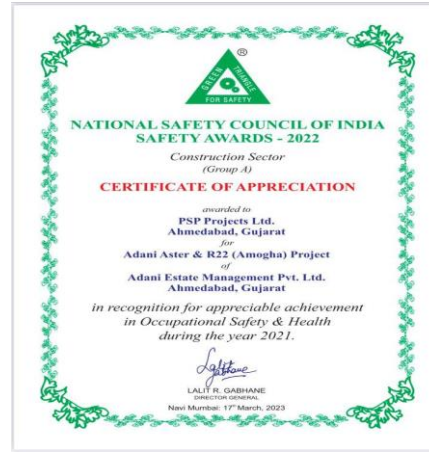 ®
GREEN TRIANGLE
FOR SAFETY
NATIONAL SAFETY COUNCIL OF INDIA
SAFETY AWARDS - 2022
Construction Sector
(Group A)
CERTIFICATE OF APPRECIATION
awarded to
PSP Projects Ltd.
Ahmedabad, Gujarat
for
Adani Aster & R22 (Amogha) Project
of
Adani Estate Management Pvt. Ltd.
Ahmedabad, Gujarat
in recognition for appreciable achievement
in Occupational Safety & Health
during the year 2021.
LALIT R. GABHANE
DIRECTOR GENERAL
Navi Mumbai: 17th March, 2023